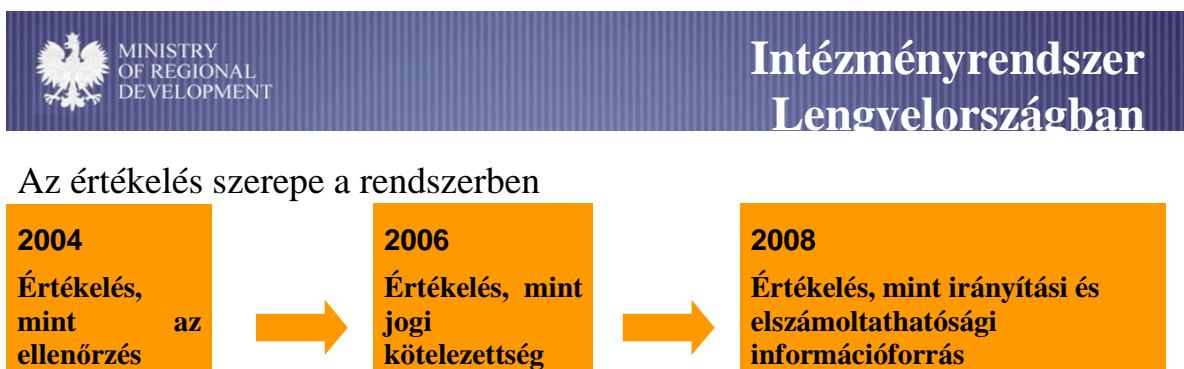 MINISTRY
OF REGIONAL
DEVELOPMENT
Intézményrendszer
Lengyelországban
Az értékelés szerepe a rendszerben
2004
Értékelés,
mint az
ellenőrzés
2006
Értékelés, mint
jogi
kötelezettség
2008
Értékelés, mint irányítási és
elszámoltathatósági
információforrás